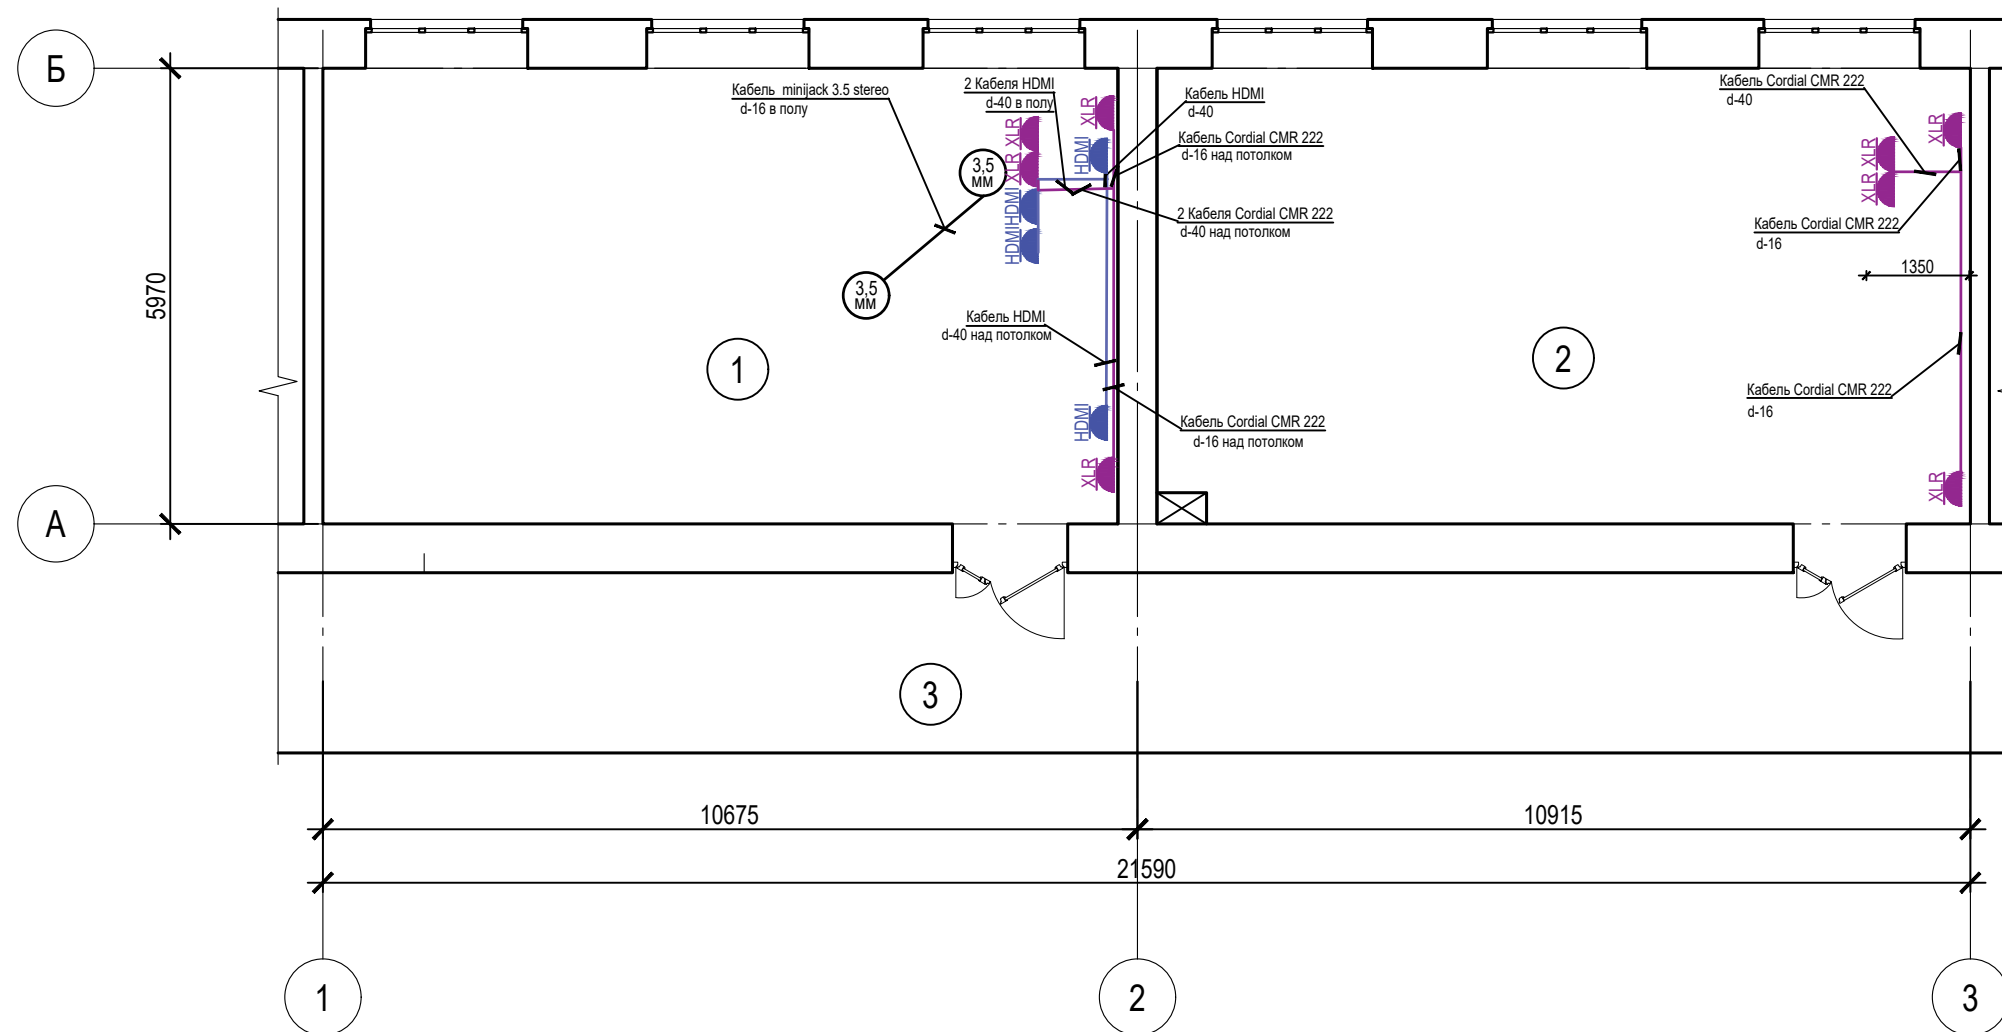 Б
Кабель minijack 3.5 stereo
d-16 в полу
2 Кабеля HDMI
d-40 в полу
Кабель HDMI
d-40
Кабель Cordial CMR 222
d-16 над потолком
Кабель Cordial CMR 222
d-40
XLR
XLR
XLR
HDMI
HDMI
HDMI
3,5
мм
3,5
мм
2 Кабеля Cordial CMR 222
d-40 над потолком
XLR
XLR
XLR
Кабель Cordial CMR 222
d-16
1350
5970
Кабель HDMI
d-40 над потолком
1
2
HDMI
XLR
Кабель Cordial CMR 222
d-16 над потолком
Кабель Cordial CMR 222
d-16
XLR
А
3
10675
10915
21590
1
2
3